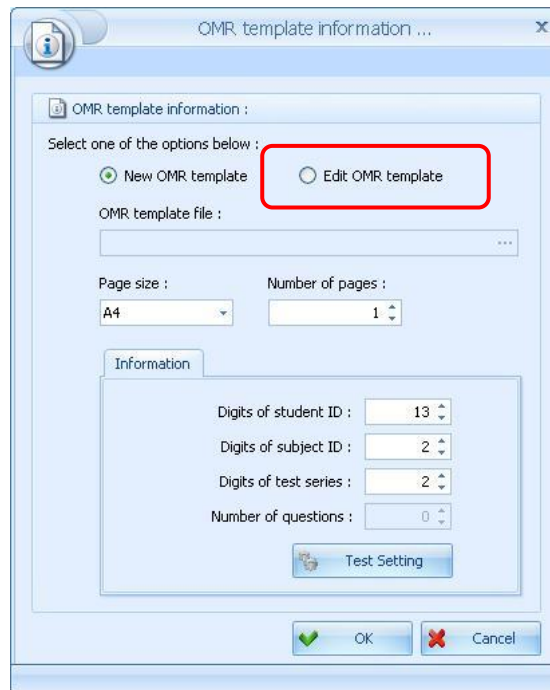 OMR template information ... x
OMR template information :
Select one of the options below :
New OMR template Edit OMR template
OMR template file :
...
Page size : Number of pages :
A4 1
Information
Digits of student ID : 13
Digits of subject ID : 2
Digits of test series : 2
Number of questions : 0
Test Setting
OK Cancel